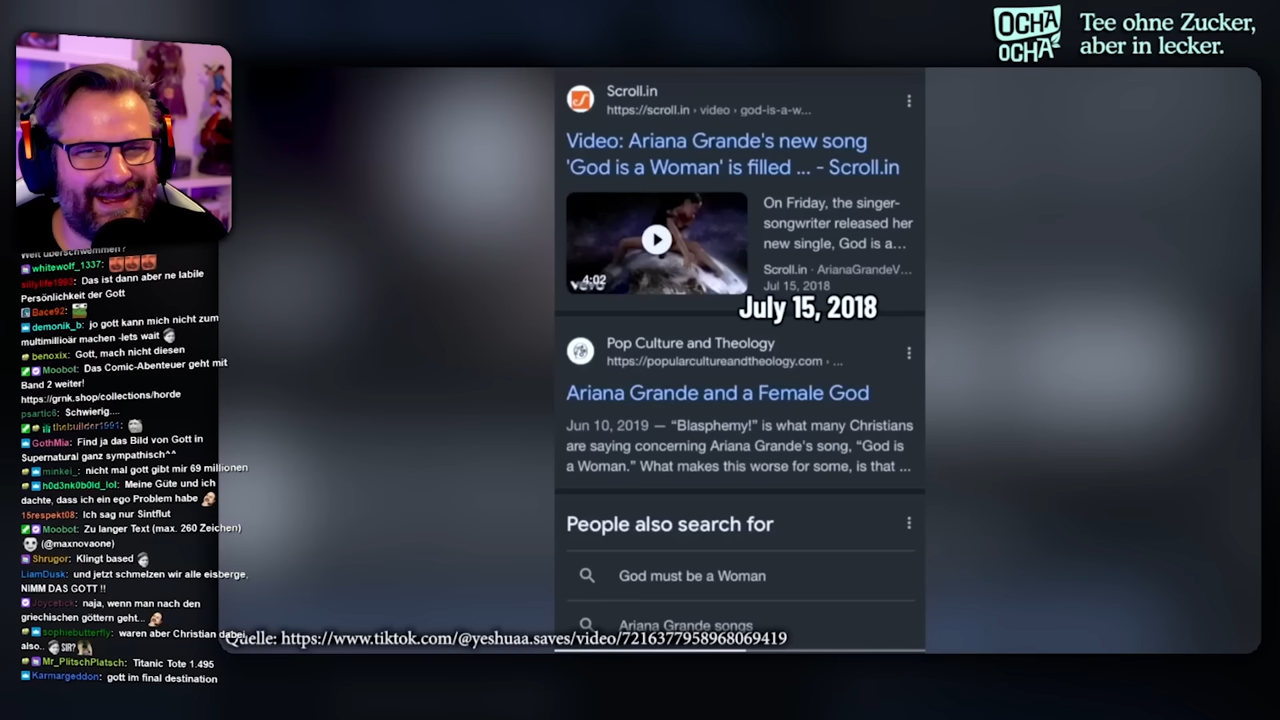 OCHA
OCHA
Tee ohne Zucker,
aber in lecker.
Scroll.in
https://scroll.in › video › god-is-a-w...
Video: Ariana Grande's new song
'God is a Woman' is filled ... - Scroll.in
4:02
vevo
On Friday, the singer-
songwriter released her
new single, God is a...
Scroll.in · ArianaGrandeV...
Jul 15, 2018
July 15, 2018
Pop Culture and Theology
https://popularcultureandtheology.com › ...
Ariana Grande and a Female God
Jun 10, 2019 — “Blasphemy!” is what many Christians
are saying concerning Ariana Grande's song, “God is
a Woman.” What makes this worse for some, is that ...
People also search for
God must be a Woman
Ariana Grande songs
Quelle: https://www.tiktok.com/@yeshuaa.saves/video/7216377958968069419
Welt überschwemmen?
whitewolf_1337:
sillylife1992: Das ist dann aber ne labile
Persönlichkeit der Gott
Bace92:
demonik_b: jo gott kann mich nicht zum
multimillioär machen -lets wait
benoxix: Gott, mach nicht diesen
Moobot: Das Comic-Abenteuer geht mit
Band 2 weiter!
https://grnk.shop/collections/horde
psartic6: Schwierig....
thebuilder1991:
GothMia: Find ja das Bild von Gott in
Supernatural ganz sympathisch^^
minkei_: nicht mal gott gibt mir 69 millionen
h0d3nk0b0ld_lol: Meine Güte und ich
dachte, dass ich ein ego Problem habe
15respekt08: Ich sag nur Sintflut
Moobot: Zu langer Text (max. 260 Zeichen)
(@maxnovaone)
Shrugor: Klingt based
LiamDusk: und jetzt schmelzen wir alle eisberge,
NIMM DAS GOTT !!
Joycetick: naja, wenn man nach den
griechischen göttern geht...
sophiebutterfly: waren aber Christian dabei
also.. SIR?
Mr_PlitschPlatsch: Titanic Tote 1.495
Karmargeddon: gott im final destination